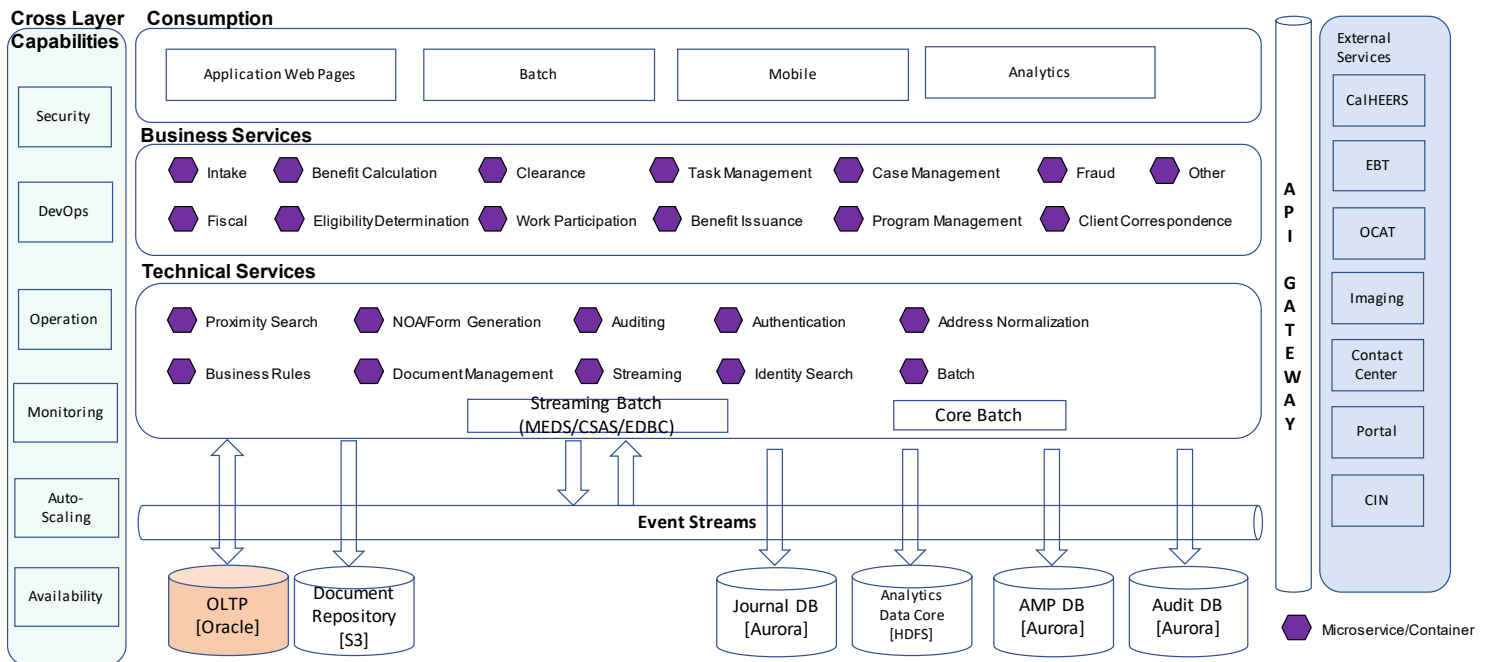 Cross Layer
Capabilities
Security
DevOps
Operation
Monitoring
Auto-
Scaling
Availability
Consumption
Application Web Pages
Batch
Mobile
Analytics
Business Services
Intake
Benefit Calculation
Clearance
Task Management
Case Management
Fraud
Other
Fiscal
Eligibility Determination
Work Participation
Benefit Issuance
Program Management
Client Correspondence
Technical Services
Proximity Search
NOA/Form Generation
Auditing
Authentication
Address Normalization
Business Rules
Document Management
Streaming
Identity Search
Batch
Streaming Batch
(MEDS/CSAS/EDBC)
Core Batch
Event Streams
OLTP
[Oracle]
Document
Repository
[S3]
Journal DB
[Aurora]
Analytics
Data Core
[HDFS]
AMP DB
[Aurora]
Audit DB
[Aurora]
API GATEWAY
External
Services
CalHEERS
EBT
OCAT
Imaging
Contact
Center
Portal
CIN
Microservice/Container